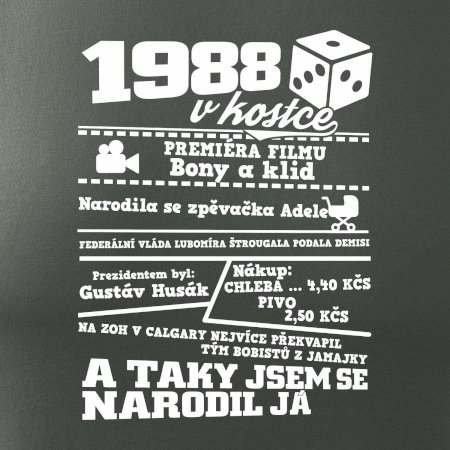 1988
v kostce
PREMIÉRA FILMU
Bony a klid
Narodila se zpěvačka Adele
FEDERÁLNÍ VLÁDA LUBOMÍRA ŠTROUGALA PODALA DEMISI
Prezidentem byl:
Gustáv Husák
Nákup:
CHLEBA ... 4,40 KČS
PIVO
2,50 KČS
NA ZOH V CALGARY NEJVÍCE PŘEKVAPIL
TÝM BOBISTŮ Z JAMAJKY
A TAKY JSEM SE
NARODIL JÁ